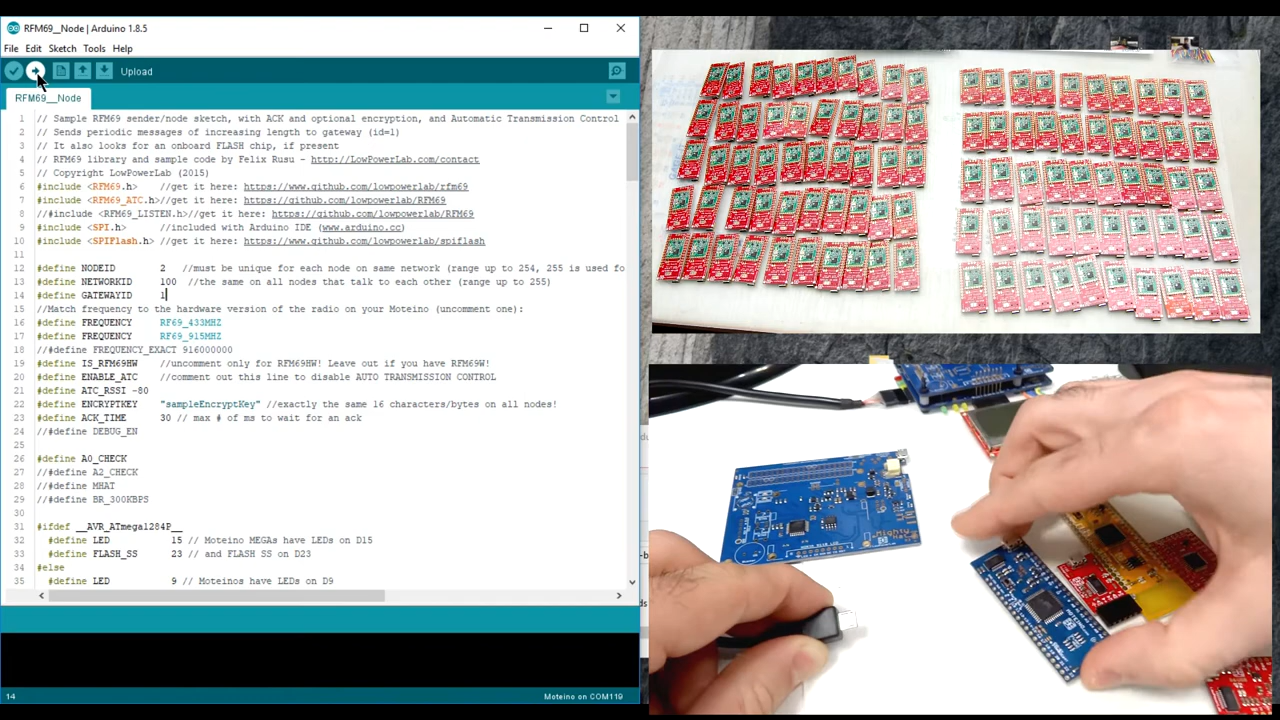 RFM69__Node | Arduino 1.8.5
File Edit Sketch Tools Help
Upload
RFM69__Node
1 // Sample RFM69 sender/node sketch, with ACK and optional encryption, and Automatic Transmission Control
2 // Sends periodic messages of increasing length to gateway (id=1)
3 // It also looks for an onboard FLASH chip, if present
4 // RFM69 library and sample code by Felix Rusu - http://LowPowerLab.com/contact
5 // Copyright LowPowerLab (2015)
6 #include <RFM69.h> //get it here: https://www.github.com/lowpowerlab/rfm69
7 #include <RFM69_ATC.h>//get it here: https://www.github.com/lowpowerlab/RFM69
8 //#include <RFM69_LISTEN.h>//get it here: https://github.com/lowpowerlab/RFM69
9 #include <SPI.h> //included with Arduino IDE (www.arduino.cc)
10 #include <SPIFlash.h> //get it here: https://www.github.com/lowpowerlab/spiflash
11
12 #define NODEID 2 //must be unique for each node on same network (range up to 254, 255 is used fo
13 #define NETWORKID 100 //the same on all nodes that talk to each other (range up to 255)
14 #define GATEWAYID 1
15 //Match frequency to the hardware version of the radio on your Moteino (uncomment one):
16 #define FREQUENCY RF69_433MHZ
17 #define FREQUENCY RF69_915MHZ
18 //#define FREQUENCY_EXACT 916000000
19 #define IS_RFM69HW //uncomment only for RFM69HW! Leave out if you have RFM69W!
20 #define ENABLE_ATC //comment out this line to disable AUTO TRANSMISSION CONTROL
21 #define ATC_RSSI -80
22 #define ENCRYPTKEY "sampleEncryptKey" //exactly the same 16 characters/bytes on all nodes!
23 #define ACK_TIME 30 // max # of ms to wait for an ack
24 //#define DEBUG_EN
25
26 #define A0_CHECK
27 //#define A2_CHECK
28 //#define MHAT
29 //#define BR_300KBPS
30
31 #ifdef __AVR_ATmega1284P__
32 #define LED 15 // Moteino MEGAs have LEDs on D15
33 #define FLASH_SS 23 // and FLASH SS on D23
34 #else
35 #define LED 9 // Moteinos have LEDs on D9
14 Moteino on COM119